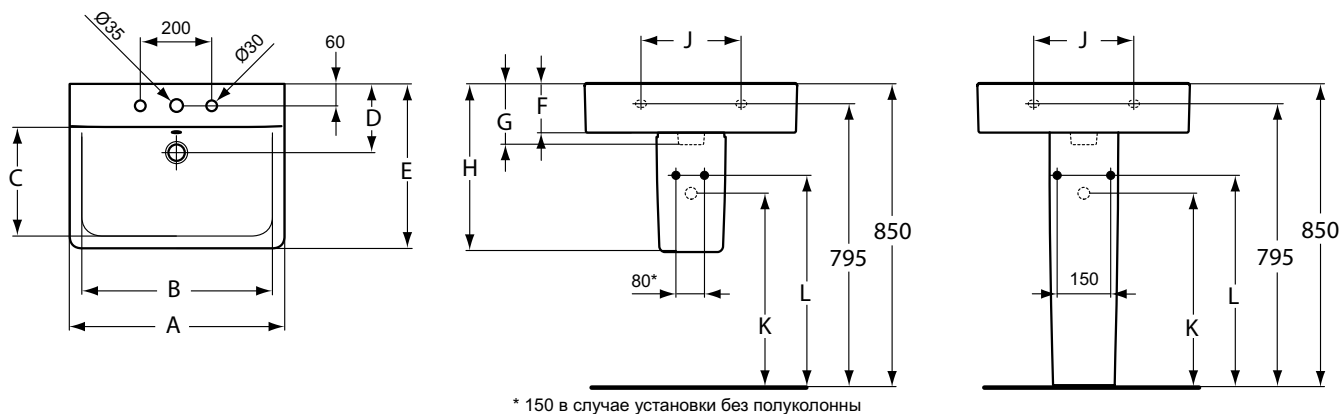 Ø35
200
Ø30
60
D
E
C
B
A
J
F
G
H
80*
K
L
795
850
J
150
K
L
795
850
* 150 в случае установки без полуколонны